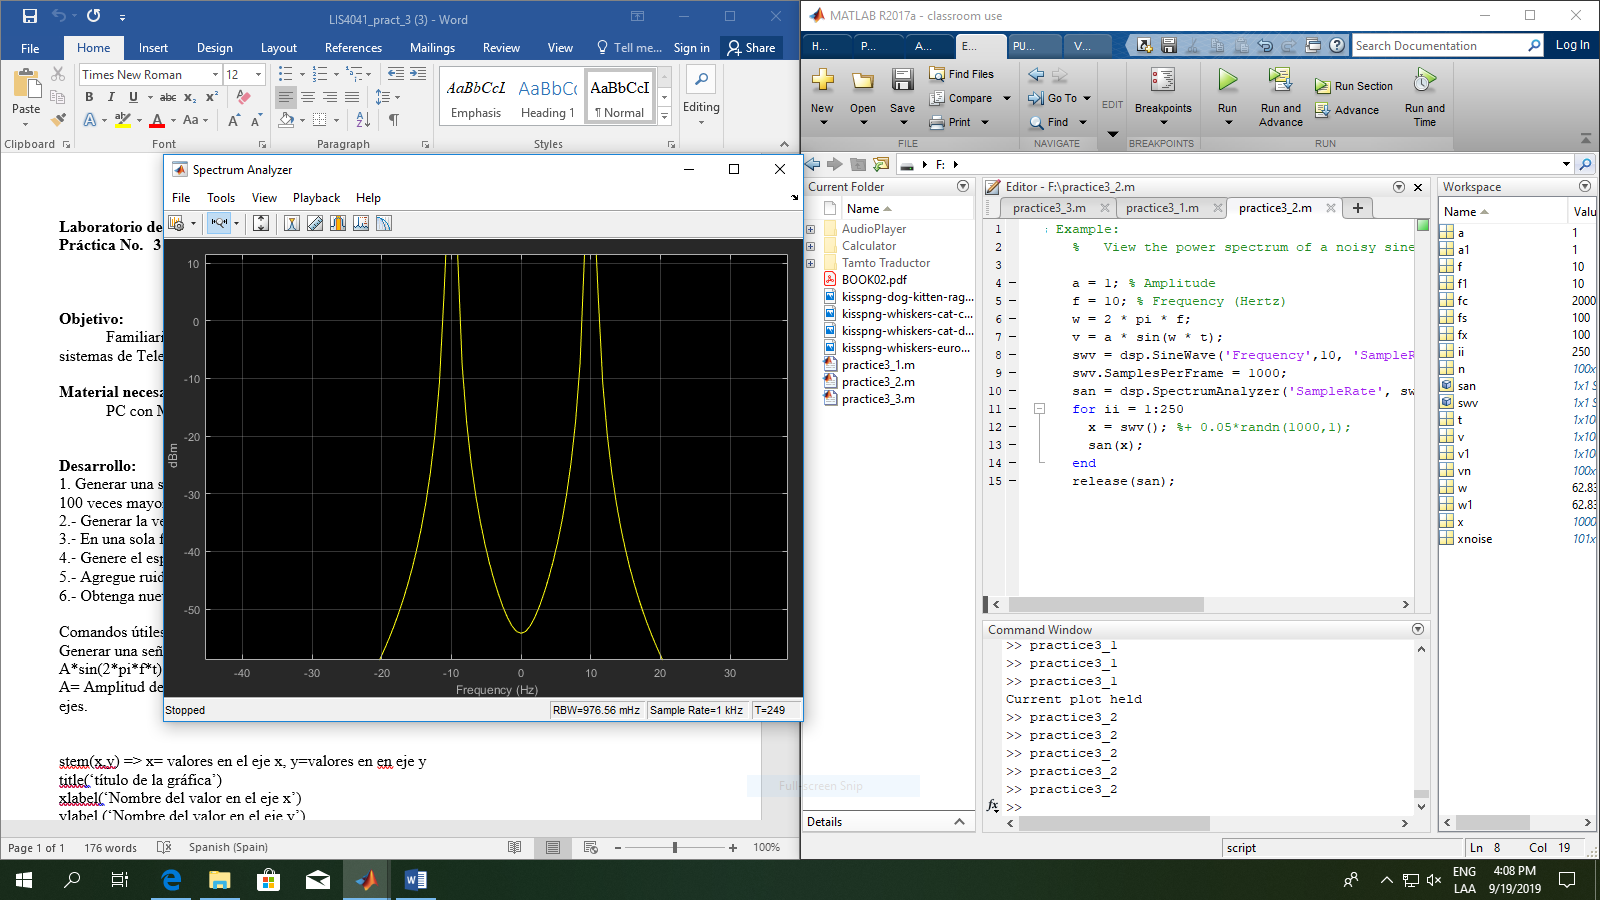 LIS4041_pract_3 (3) - Word
File Home Insert Design Layout References Mailings Review View Tell me... Sign in Share
Paste
Clipboard
Times New Roman 12
B I U abc x₂ x²
Aa
Font
Paragraph
AaBbCcI AaBbCc AaBbCcI
Emphasis Heading 1 ¶ Normal
Styles
Editing
Laboratorio de
Práctica No. 3
Objetivo:
Familiari
sistemas de Tele
Material necesa
PC con M
Desarrollo:
1. Generar una s
100 veces mayo
2.- Generar la ve
3.- En una sola f
4.- Genere el esp
5.- Agregue ruid
6.- Obtenga nue
Comandos útiles
Generar una señ
A*sin(2*pi*f*t)
A= Amplitud de
ejes.
stem(x,y) => x= valores en el eje x, y=valores en en eje y
title(‘título de la gráfica’)
xlabel(‘Nombre del valor en el eje x’)
ylabel (‘Nombre del valor en el eje y’)
Page 1 of 1 176 words Spanish (Spain) 100%
Spectrum Analyzer
File Tools View Playback Help
10
0
-10
-20
-30
-40
-50
dBm
-40 -30 -20 -10 0 10 20 30
Frequency (Hz)
Stopped RBW=976.56 mHz Sample Rate=1 kHz T=249
Full-screen Snip
MATLAB R2017a - classroom use
H... P... A... E... PU... V... Search Documentation Log In
New Open Save
Find Files
Compare
Print
FILE
Go To
Find
NAVIGATE
EDIT
Breakpoints
BREAKPOINTS
Run
Run and Advance
Run Section
Advance
Run and Time
RUN
F:
Current Folder
Name
AudioPlayer
Calculator
Tamto Traductor
BOOK02.pdf
kisspng-dog-kitten-rag...
kisspng-whiskers-cat-c...
kisspng-whiskers-cat-d...
kisspng-whiskers-euro...
practice3_1.m
practice3_2.m
practice3_3.m
Details
Editor - F:\practice3_2.m
practice3_3.m practice3_1.m practice3_2.m
1 Example:
2 % View the power spectrum of a noisy sine
3
4 a = 1; % Amplitude
5 f = 10; % Frequency (Hertz)
6 w = 2 * pi * f;
7 v = a * sin(w * t);
8 swv = dsp.SineWave('Frequency',10, 'SampleR
9 swv.SamplesPerFrame = 1000;
10 san = dsp.SpectrumAnalyzer('SampleRate', sw
11 for ii = 1:250
12 x = swv(); %+ 0.05*randn(1000,1);
13 san(x);
14 end
15 release(san);
Command Window
>> practice3_1
>> practice3_1
>> practice3_1
Current plot held
>> practice3_2
>> practice3_2
>> practice3_2
>> practice3_2
>> practice3_2
fx >>
Workspace
Name Valu
a 1
a1 1
f 10
f1 10
fc 2000
fs 100
fx 100
ii 250
n 100x
san 1x1 S
swv 1x1 S
t 1x10
v 1x10
v1 1x10
vn 100x
w 62.83
w1 62.83
x 1000
xnoise 101x
script Ln 8 Col 19
ENG
LAA
4:08 PM
9/19/2019